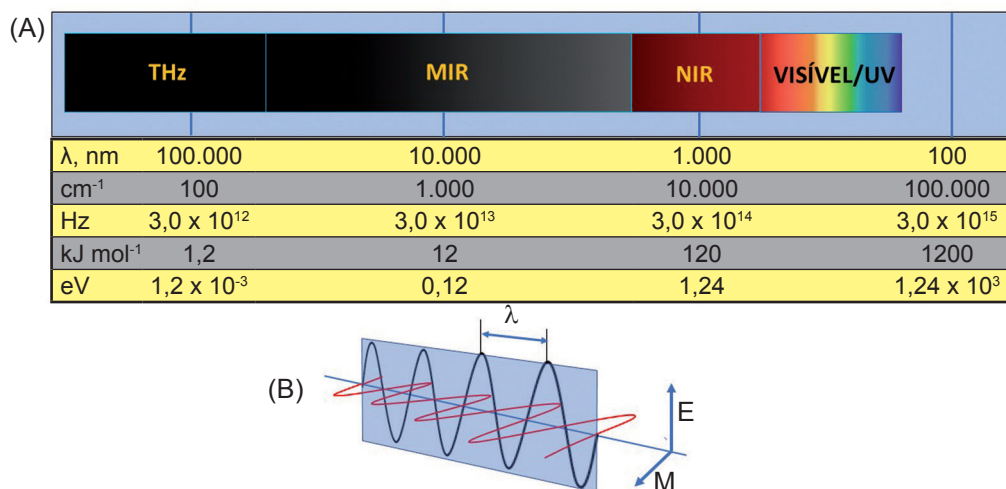 (A)
THz MIR NIR VISÍVEL/UV
λ, nm 100.000 10.000 1.000 100
cm⁻¹ 100 1.000 10.000 100.000
Hz 3,0 x 10¹² 3,0 x 10¹³ 3,0 x 10¹⁴ 3,0 x 10¹⁵
kJ mol⁻¹ 1,2 12 120 1200
eV 1,2 x 10⁻³ 0,12 1,24 1,24 x 10³
λ
(B)
E
M